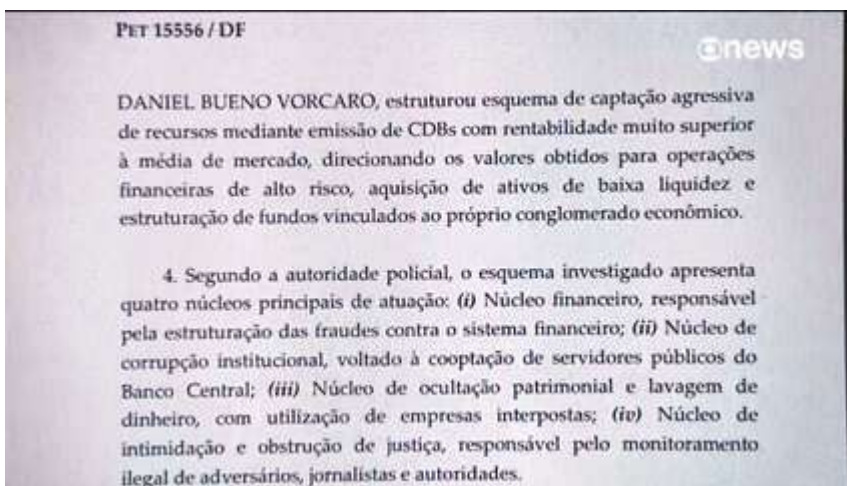 PET 15556 / DF
news
DANIEL BUENO VORCARO, estruturou esquema de captação agressiva
de recursos mediante emissão de CDBs com rentabilidade muito superior
à média de mercado, direcionando os valores obtidos para operações
financeiras de alto risco, aquisição de ativos de baixa liquidez e
estruturação de fundos vinculados ao próprio conglomerado econômico.
4. Segundo a autoridade policial, o esquema investigado apresenta
quatro núcleos principais de atuação: (i) Núcleo financeiro, responsável
pela estruturação das fraudes contra o sistema financeiro; (ii) Núcleo de
corrupção institucional, voltado à cooptação de servidores públicos do
Banco Central; (iii) Núcleo de ocultação patrimonial e lavagem de
dinheiro, com utilização de empresas interpostas; (iv) Núcleo de
intimidação e obstrução de justiça, responsável pelo monitoramento
ilegal de adversários, jornalistas e autoridades.